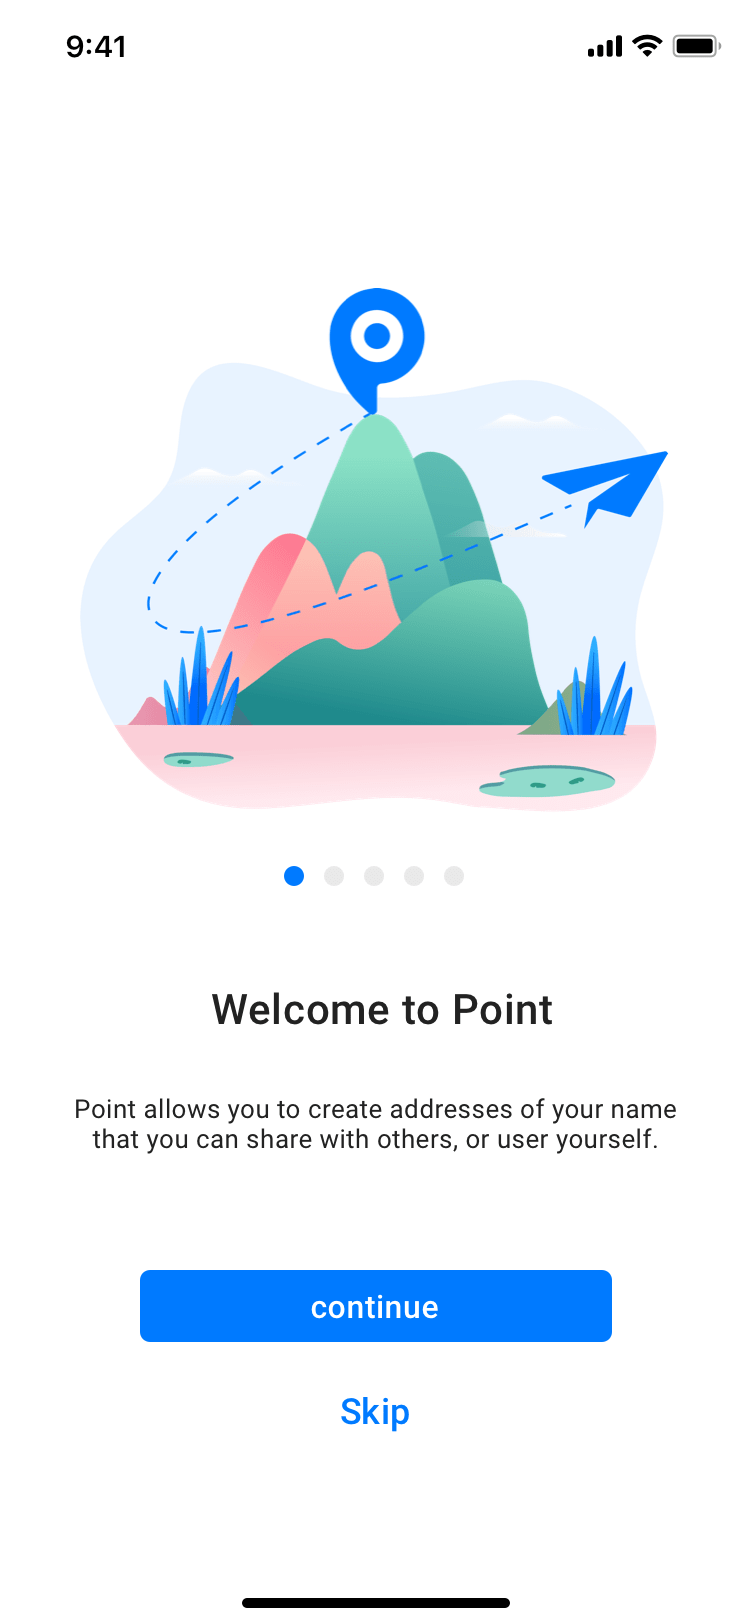 9:41
Welcome to Point
Point allows you to create addresses of your name
that you can share with others, or user yourself.
continue
Skip